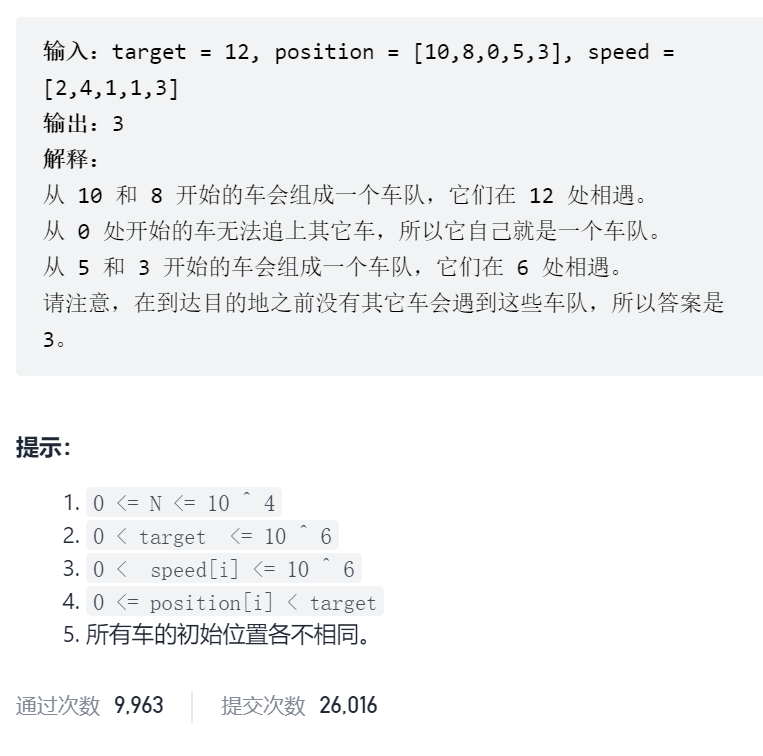 输入：target = 12, position = [10,8,0,5,3], speed =
[2,4,1,1,3]
输出：3
解释：
从 10 和 8 开始的车会组成一个车队，它们在 12 处相遇。
从 0 处开始的车无法追上其它车，所以它自己就是一个车队。
从 5 和 3 开始的车会组成一个车队，它们在 6 处相遇。
请注意，在到达目的地之前没有其它车会遇到这些车队，所以答案是
3。
提示：
1. 0 <= N <= 10 ^ 4
2. 0 < target  <= 10 ^ 6
3. 0 <  speed[i] <= 10 ^ 6
4. 0 <= position[i] < target
5. 所有车的初始位置各不相同。
通过次数 9,963 提交次数 26,016